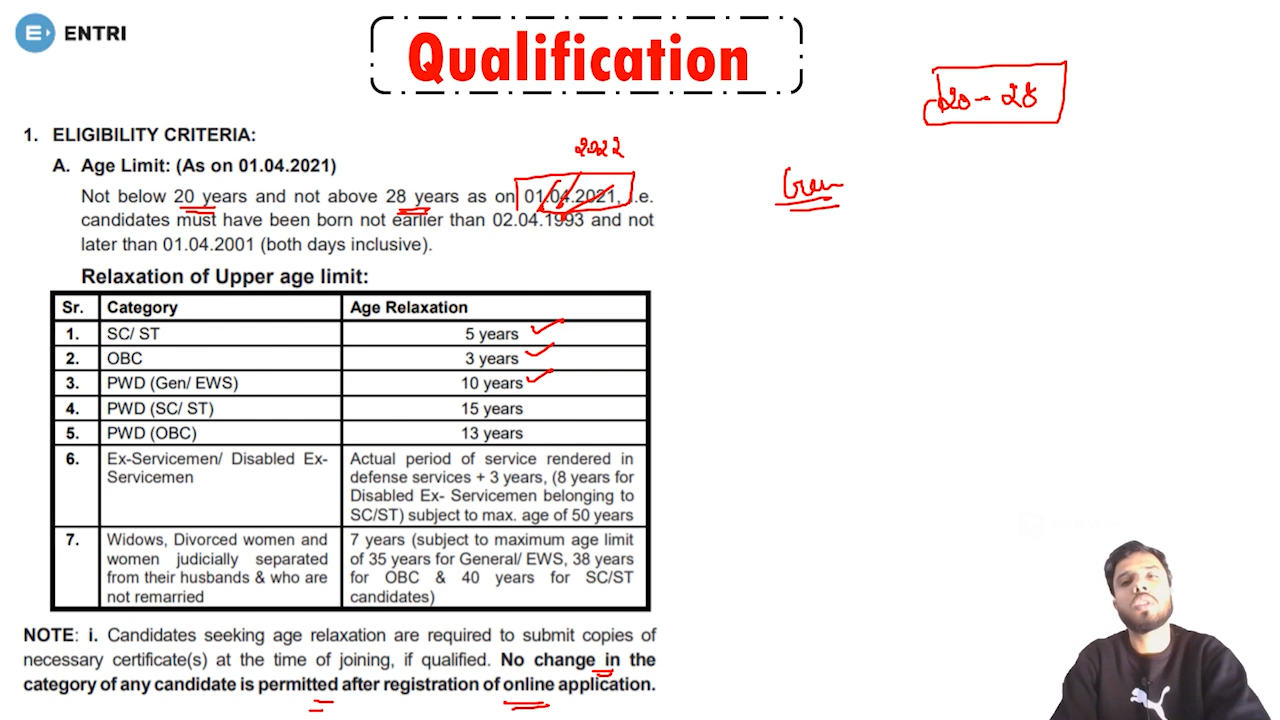 ENTRI
Qualification
20 - 28
1. ELIGIBILITY CRITERIA:
A. Age Limit: (As on 01.04.2021)
2022
Not below 20 years and not above 28 years as on 01.04.2021, i.e.
candidates must have been born not earlier than 02.04.1993 and not
later than 01.04.2001 (both days inclusive).
Gen
Relaxation of Upper age limit:
Sr. Category Age Relaxation
1. SC/ ST 5 years
2. OBC 3 years
3. PWD (Gen/ EWS) 10 years
4. PWD (SC/ ST) 15 years
5. PWD (OBC) 13 years
6. Ex-Servicemen/ Disabled Ex- Actual period of service rendered in
Servicemen defense services + 3 years, (8 years for
Disabled Ex- Servicemen belonging to
SC/ST) subject to max. age of 50 years
7. Widows, Divorced women and 7 years (subject to maximum age limit
women judicially separated of 35 years for General/ EWS, 38 years
from their husbands & who are for OBC & 40 years for SC/ST
not remarried candidates)
NOTE: i. Candidates seeking age relaxation are required to submit copies of
necessary certificate(s) at the time of joining, if qualified. No change in the
category of any candidate is permitted after registration of online application.